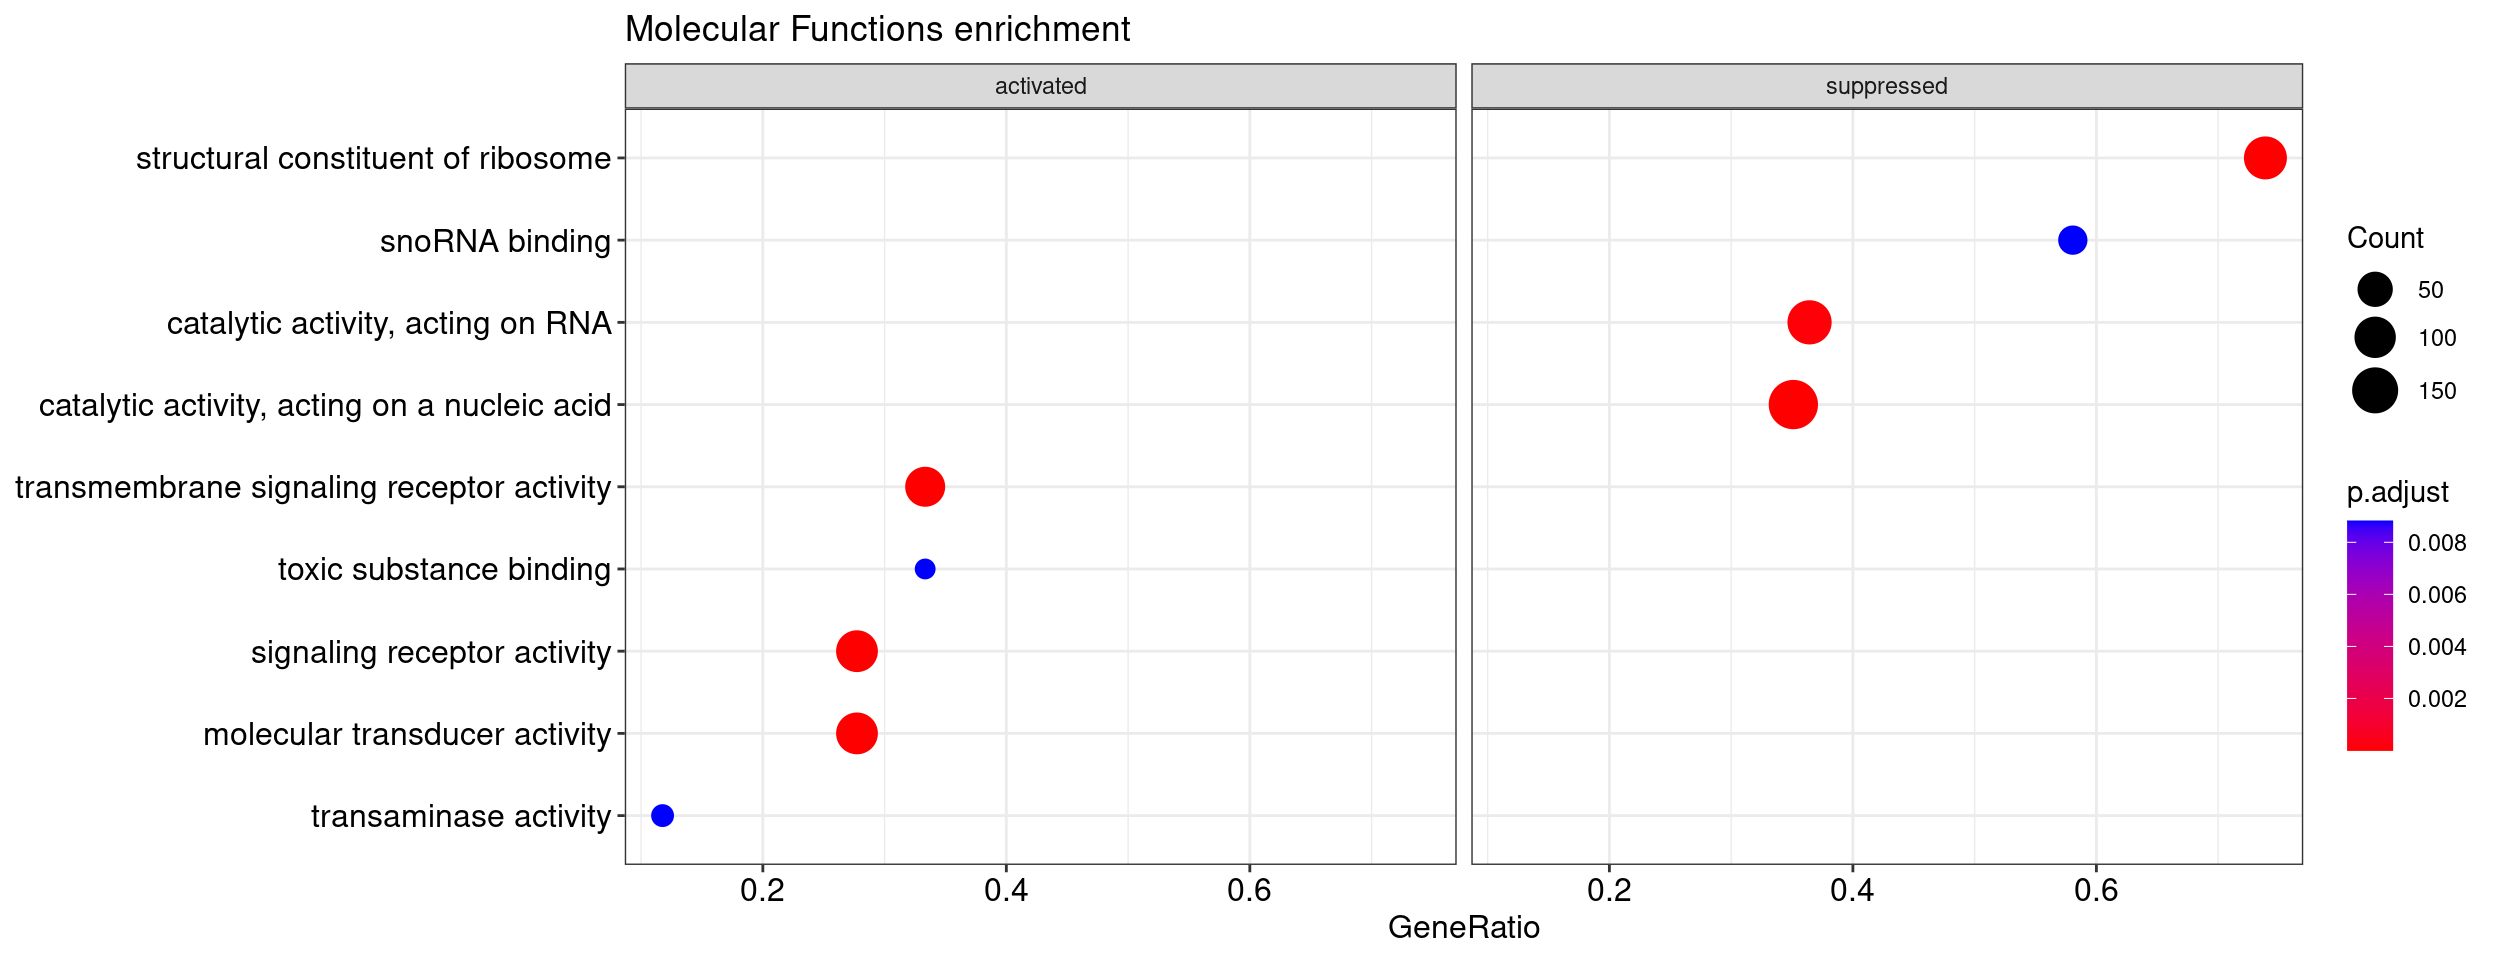 Molecular Functions enrichment
activated
suppressed
structural constituent of ribosome
snoRNA binding
catalytic activity, acting on RNA
catalytic activity, acting on a nucleic acid
transmembrane signaling receptor activity
toxic substance binding
signaling receptor activity
molecular transducer activity
transaminase activity
0.2 0.4 0.6
0.2 0.4 0.6
GeneRatio
Count
50
100
150
p.adjust
0.008
0.006
0.004
0.002